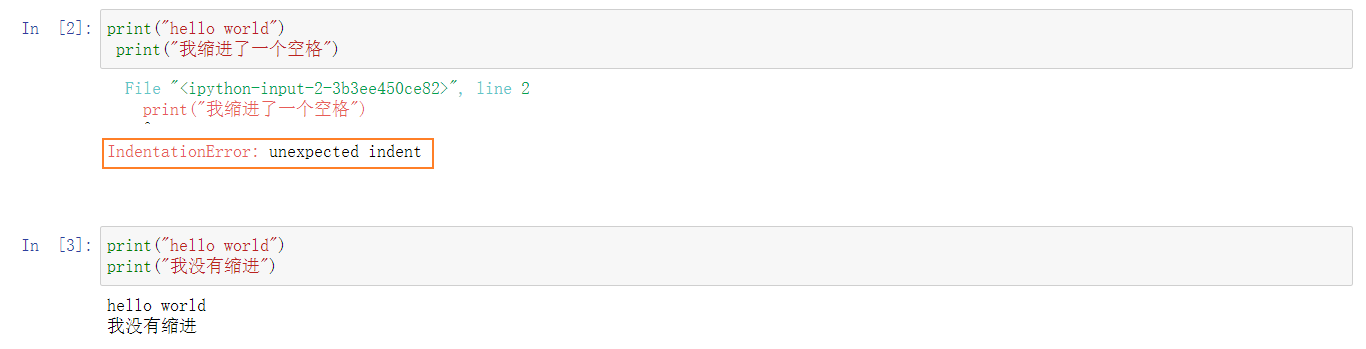 In [2]: print("hello world")
 print("我缩进了一个空格")
File "<ipython-input-2-3b3ee450ce82>", line 2
print("我缩进了一个空格")
^
IndentationError: unexpected indent
In [3]: print("hello world")
print("我没有缩进")
hello world
我没有缩进